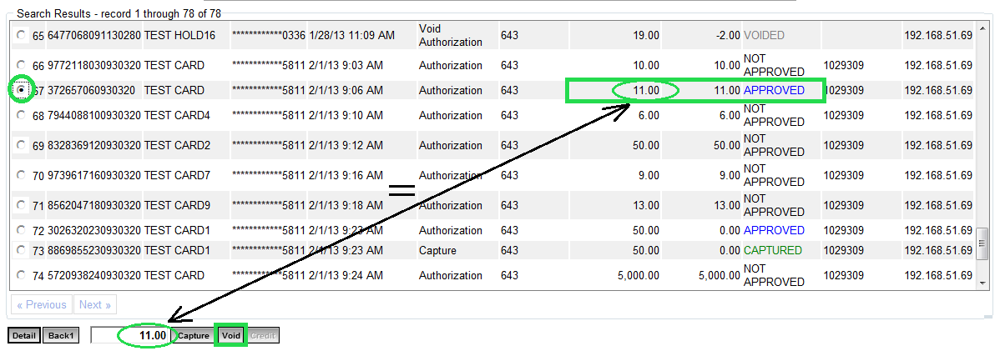 Search Results - record 1 through 78 of 78
65 6477068091130280 TEST HOLD16 ************0336 1/28/13 11:09 AM Void Authorization 643 19.00 -2.00 VOIDED 192.168.51.69
66 9772118030930320 TEST CARD ************5811 2/1/13 9:03 AM Authorization 643 10.00 10.00 NOT APPROVED 1029309 192.168.51.69
67 372657060930320 TEST CARD ************5811 2/1/13 9:06 AM Authorization 643 11.00 11.00 APPROVED 1029309 192.168.51.69
68 7944088100930320 TEST CARD4 ************5811 2/1/13 9:10 AM Authorization 643 6.00 6.00 NOT APPROVED 1029309 192.168.51.69
69 8328369120930320 TEST CARD2 ************5811 2/1/13 9:12 AM Authorization 643 50.00 50.00 NOT APPROVED 1029309 192.168.51.69
70 9739617160930320 TEST CARD7 ************5811 2/1/13 9:16 AM Authorization 643 9.00 9.00 NOT APPROVED 1029309 192.168.51.69
=
71 8562047180930320 TEST CARD9 ************5811 2/1/13 9:18 AM Authorization 643 13.00 13.00 NOT APPROVED 1029309 192.168.51.69
72 3026320230930320 TEST CARD1 ************5811 2/1/13 9:23 AM Authorization 643 50.00 0.00 APPROVED 1029309 192.168.51.69
73 8869855230930320 TEST CARD1 ************5811 2/1/13 9:23 AM Capture 643 50.00 0.00 CAPTURED 1029309 192.168.51.69
74 5720938240930320 TEST CARD ************5811 2/1/13 9:24 AM Authorization 643 5,000.00 5,000.00 NOT APPROVED 1029309 192.168.51.69
« Previous Next »
Detail Back1 11.00 Capture Void Credit